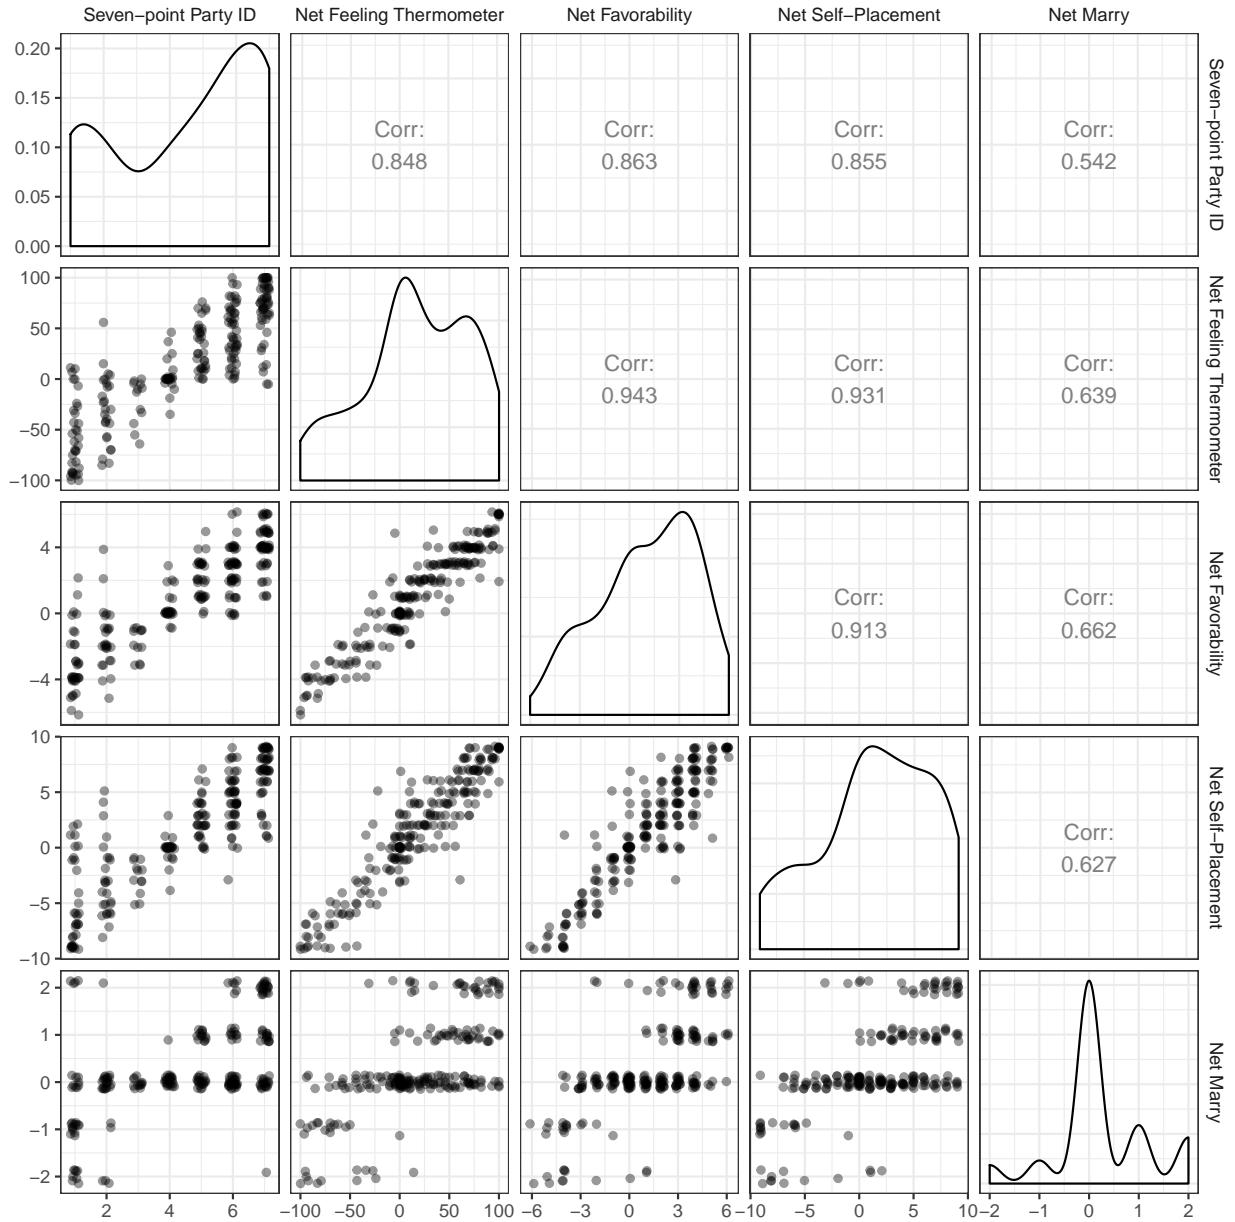 Seven−point Party ID Net Feeling Thermometer Net Favorability Net Self−Placement Net Marry
0.20
0.15
0.10
0.05
0.00
Corr:
0.848
Corr:
0.863
Corr:
0.855
Corr:
0.542
Seven−point Party ID
100
50
0
−50
−100
Corr:
0.943
Corr:
0.931
Corr:
0.639
Net Feeling Thermometer
4
0
−4
Corr:
0.913
Corr:
0.662
Net Favorability
10
5
0
−5
−10
Corr:
0.627
Net Self−Placement
2
1
0
−1
−2
Net Marry
2 4 6 −100 −50 0 50 100 −6 −3 0 3 6 −10 −5 0 5 10 −2 −1 0 1 2